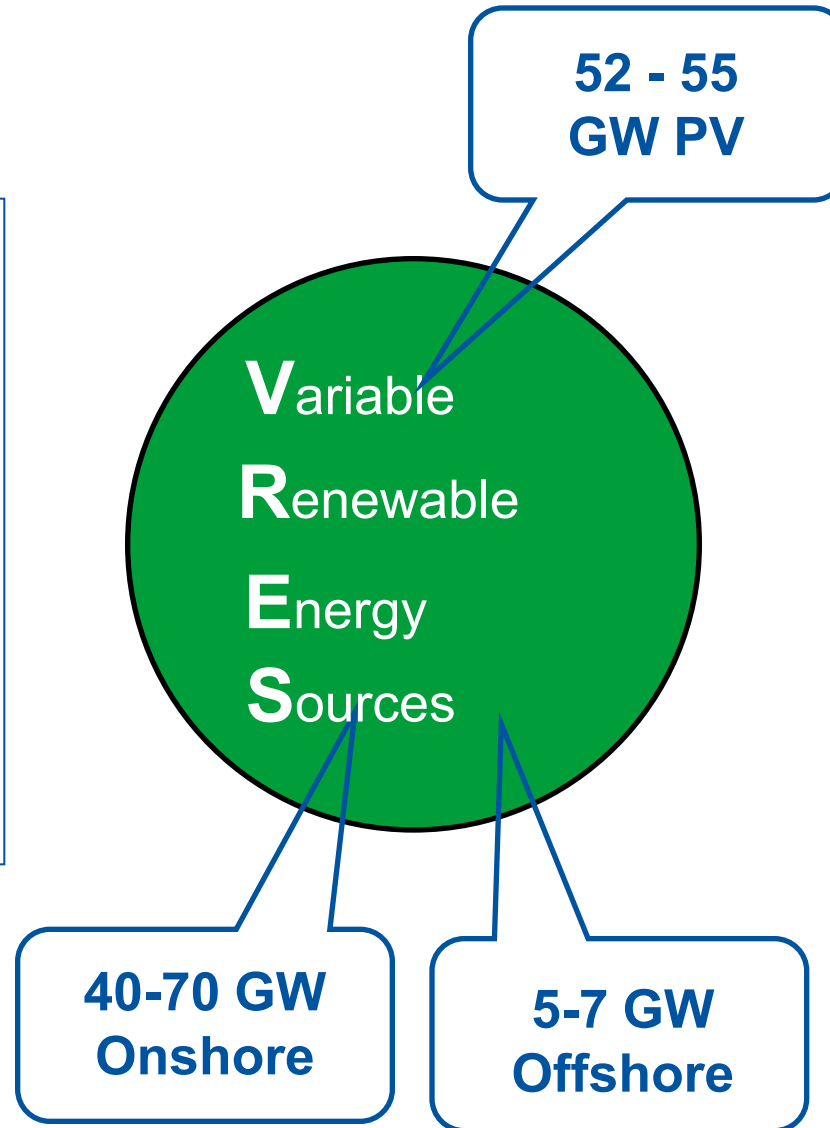 52 - 55
GW PV
Variable
Renewable
Energy
Sources
40-70 GW
Onshore
5-7 GW
Offshore